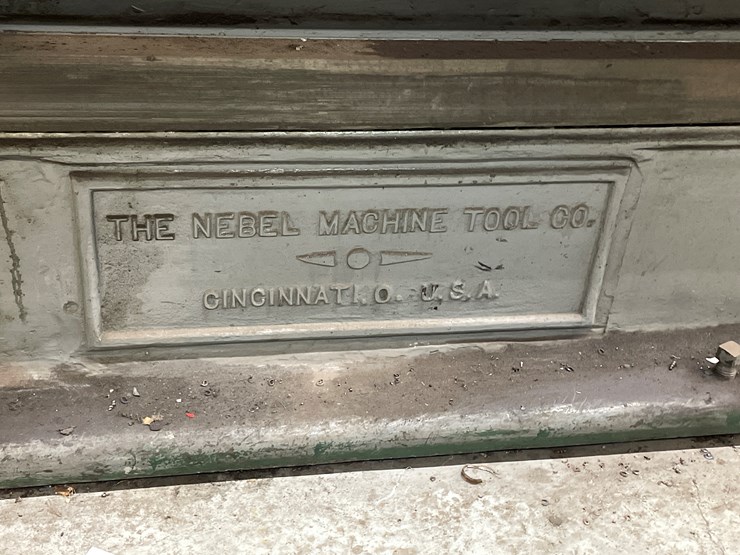 THE NEBEL MACHINE TOOL CO.
CINCINNATI. O. U.S.A.